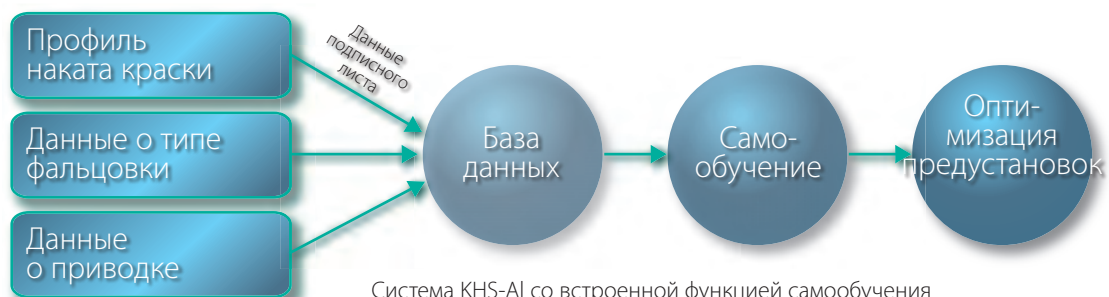 Профиль
наката краски
Данные
подписного
листа
Данные о типе
фальцовки
Данные
о приводке
База
данных
Само-
обучение
Опти-
мизация
предустановок
Система KHS-AI со встроенной функцией самообучения